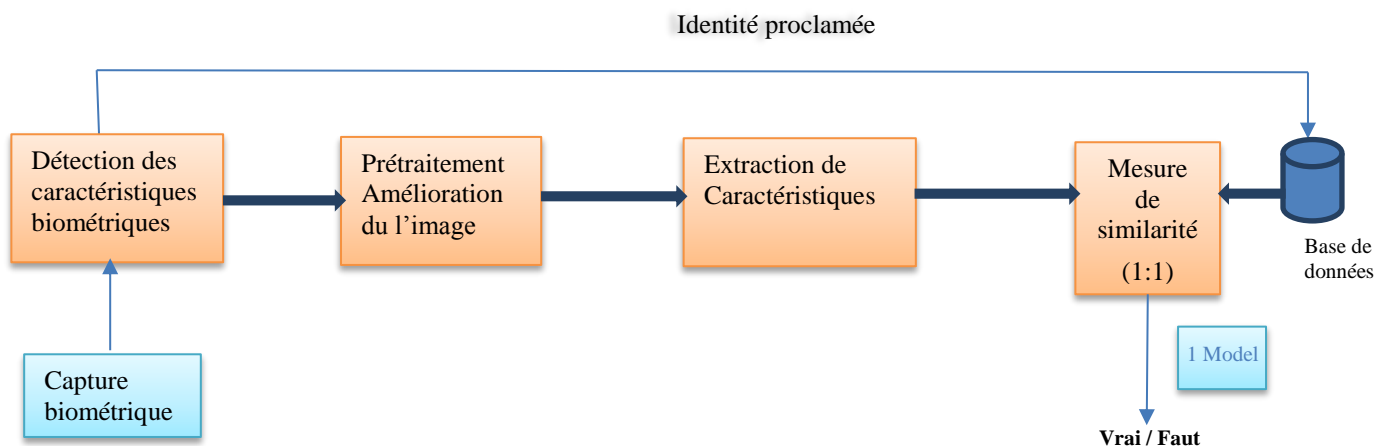 Identité proclamée
Détection des
caractéristiques
biométriques
Prétraitement
Amélioration
du l’image
Extraction de
Caractéristiques
Mesure
de
similarité
(1:1)
Base de
données
1 Model
Capture
biométrique
Vrai / Faut